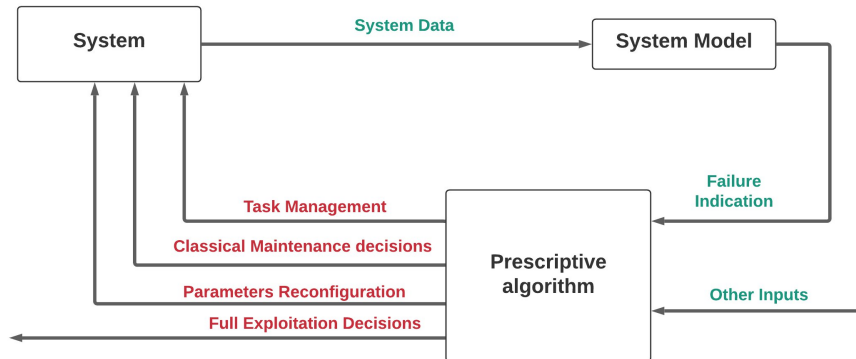 System
System Data
System Model
Failure
Indication
Task Management
Classical Maintenance decisions
Prescriptive
algorithm
Parameters Reconfiguration
Other Inputs
Full Exploitation Decisions